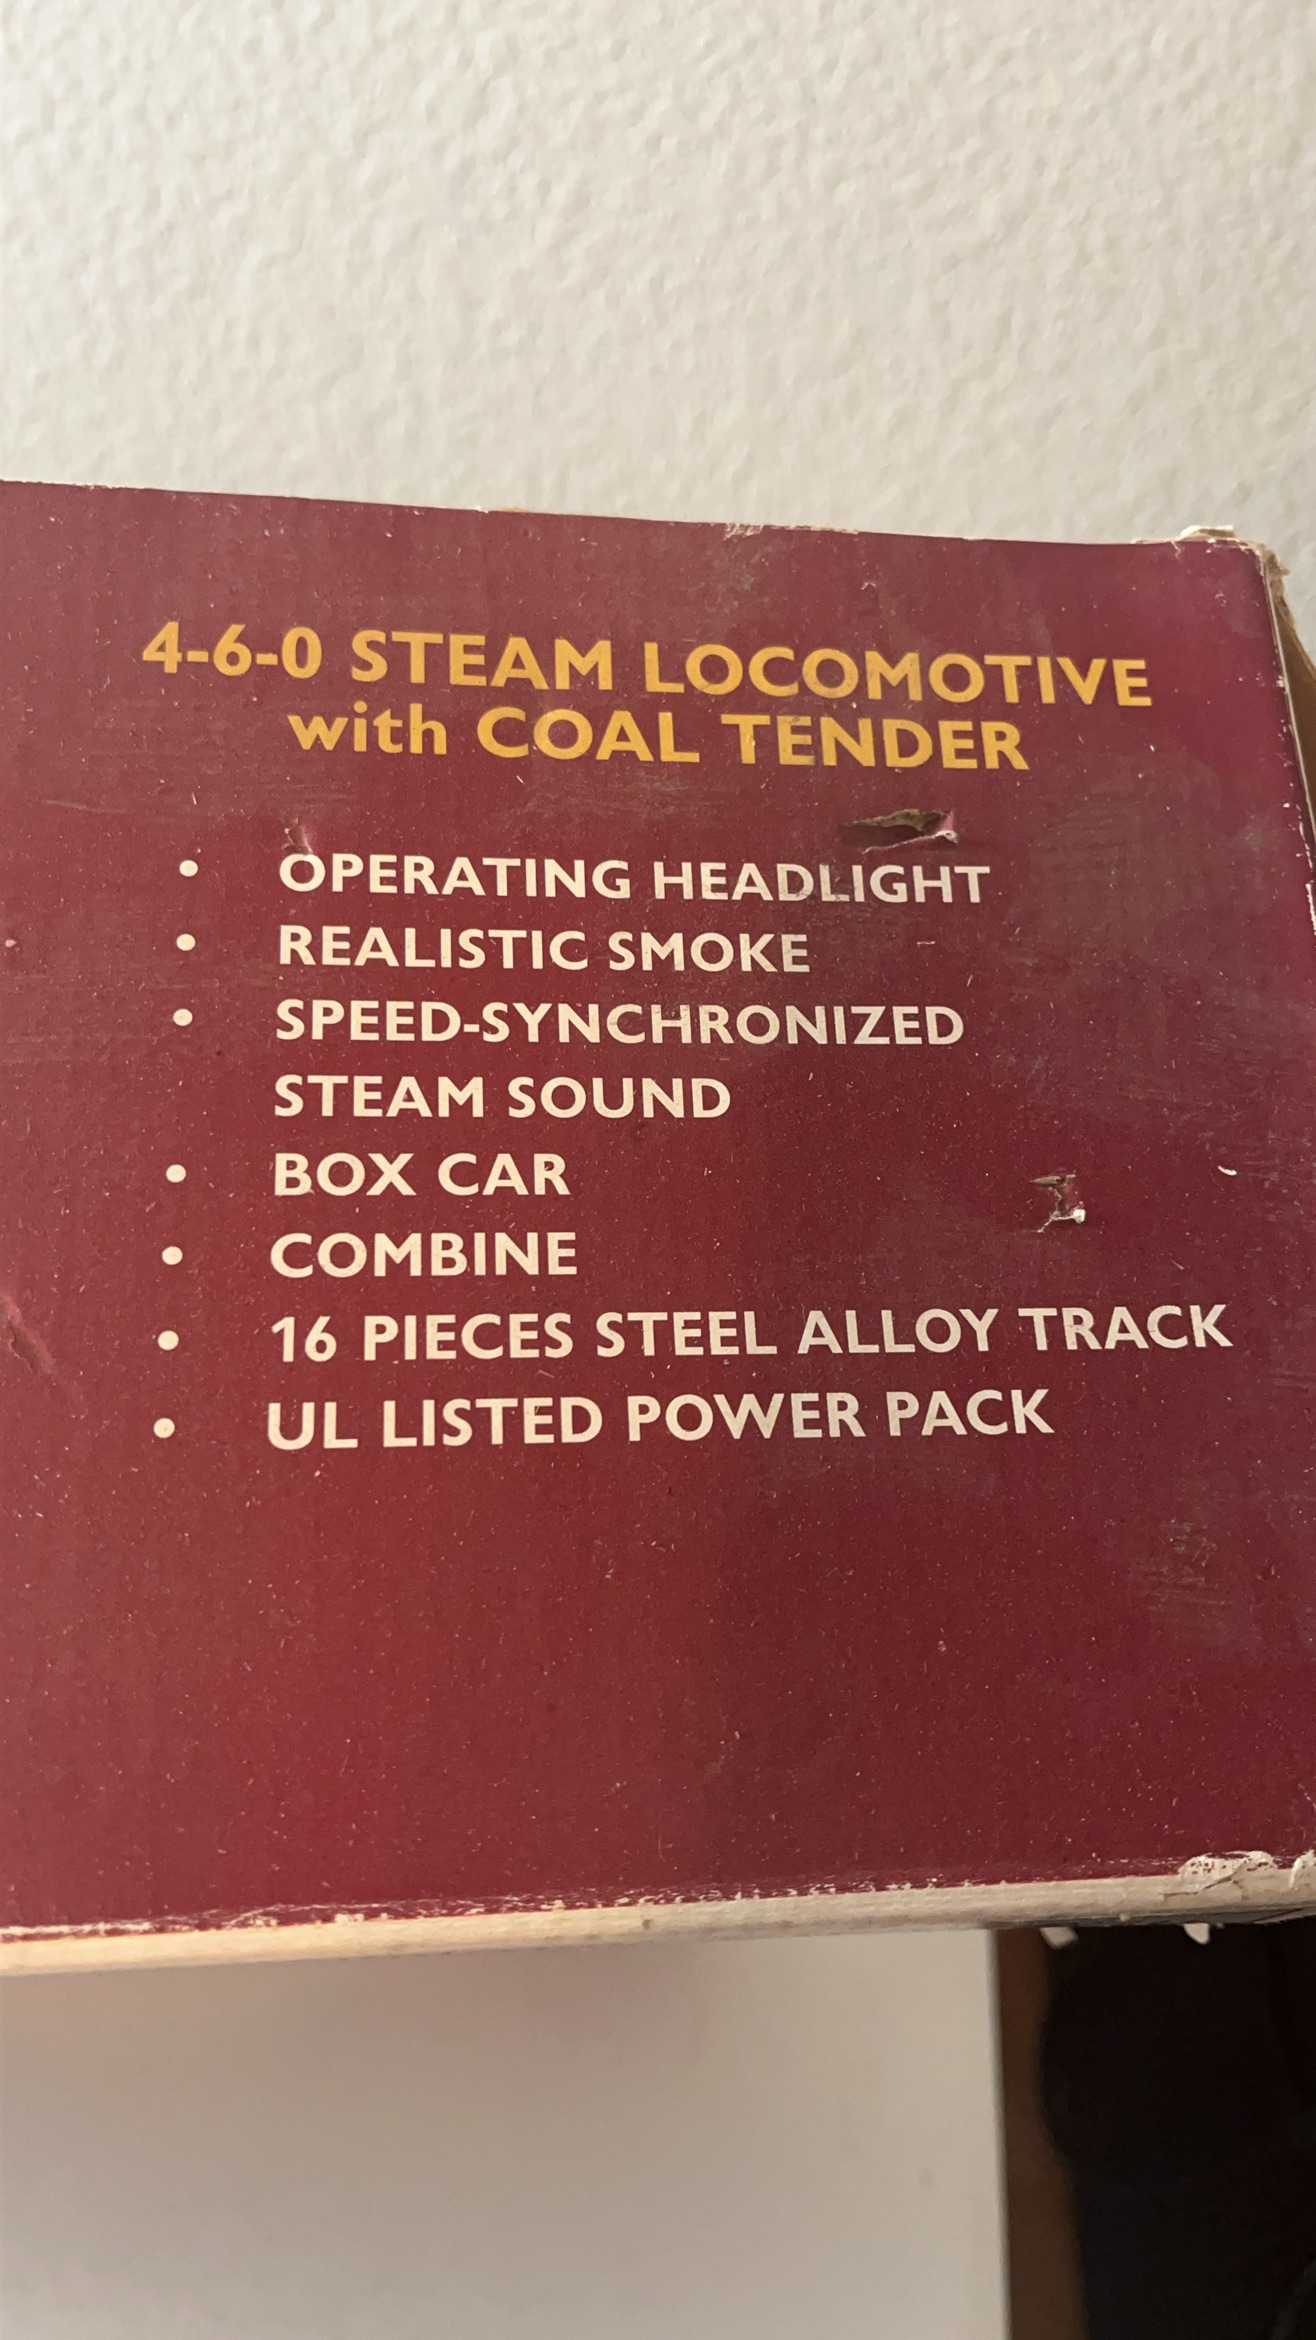 4-6-0 STEAM LOCOMOTIVE
with COAL TENDER
• OPERATING HEADLIGHT
• REALISTIC SMOKE
• SPEED-SYNCHRONIZED
STEAM SOUND
• BOX CAR
• COMBINE
• 16 PIECES STEEL ALLOY TRACK
• UL LISTED POWER PACK